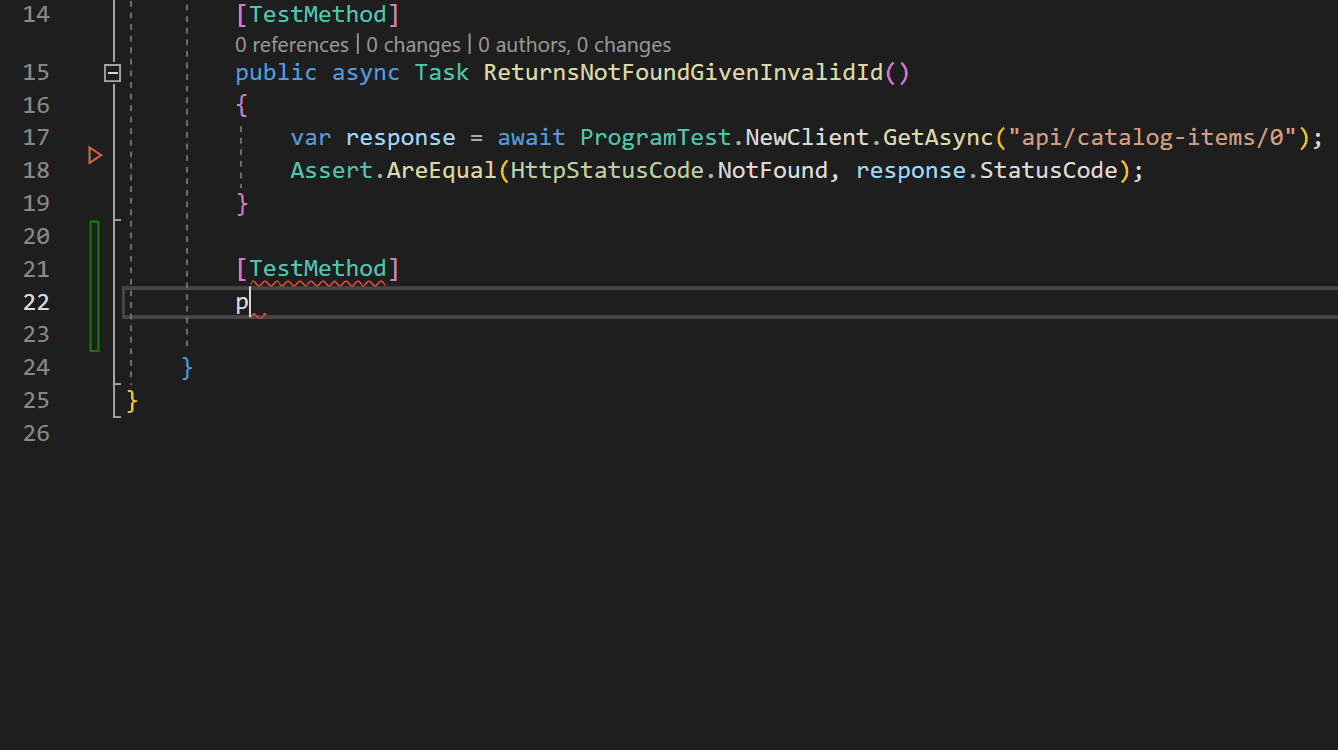 14 [TestMethod]
0 references | 0 changes | 0 authors, 0 changes
15 public async Task ReturnsNotFoundGivenInvalidId()
16 {
17 var response = await ProgramTest.NewClient.GetAsync("api/catalog-items/0");
18 Assert.AreEqual(HttpStatusCode.NotFound, response.StatusCode);
19 }
20
21 [TestMethod]
22 p
23
24 }
25 }
26